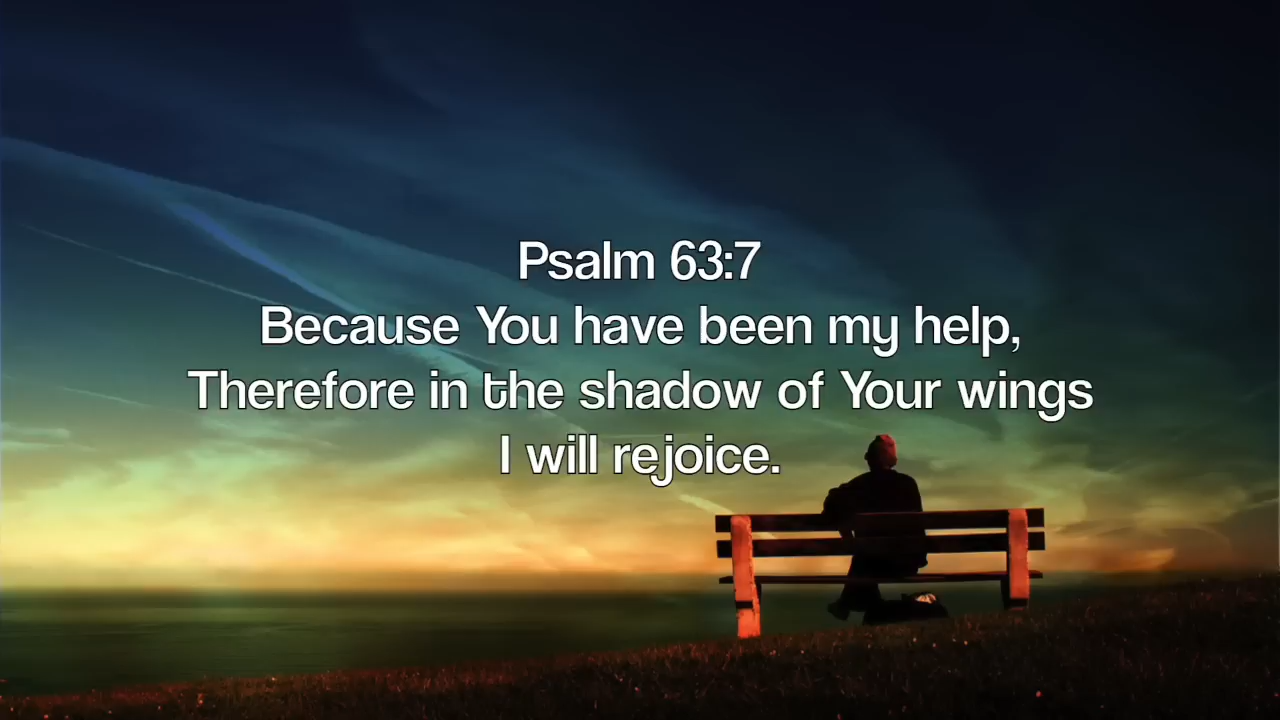 Psalm 63:7
Because You have been my help,
Therefore in the shadow of Your wings
I will rejoice.